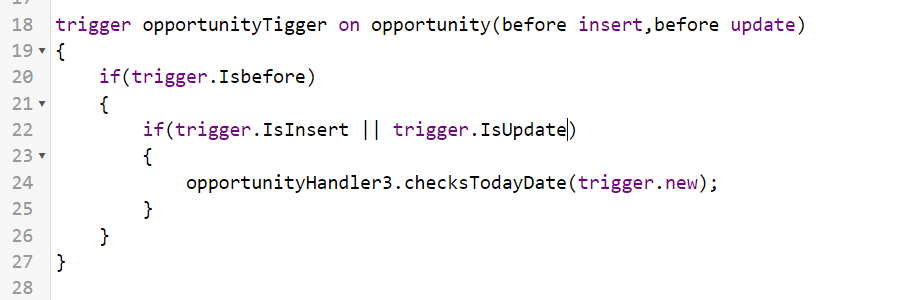 18 trigger opportunityTigger on opportunity(before insert,before update)
19 {
20     if(trigger.Isbefore)
21     {
22         if(trigger.IsInsert || trigger.IsUpdate)
23         {
24             opportunityHandler3.checksTodayDate(trigger.new);
25         }
26     }
27 }
28